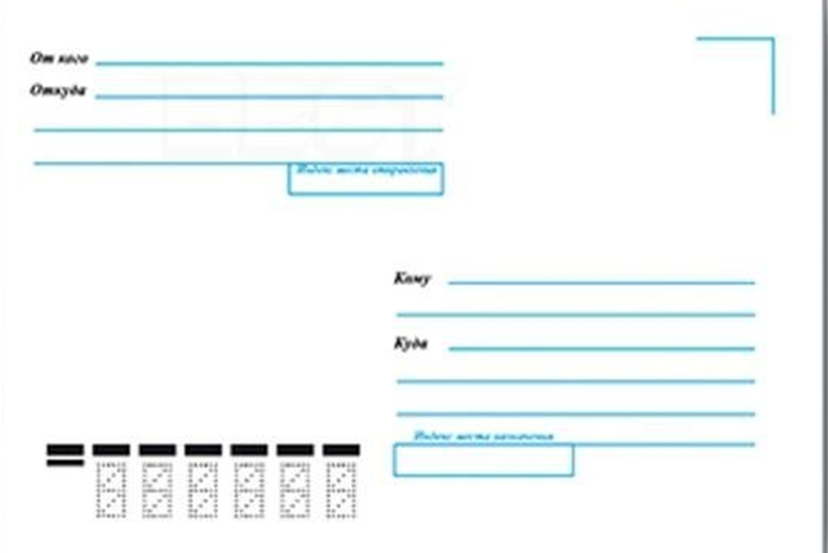 От кого
Откуда
Индекс места отправления
Кому
Куда
Индекс места назначения